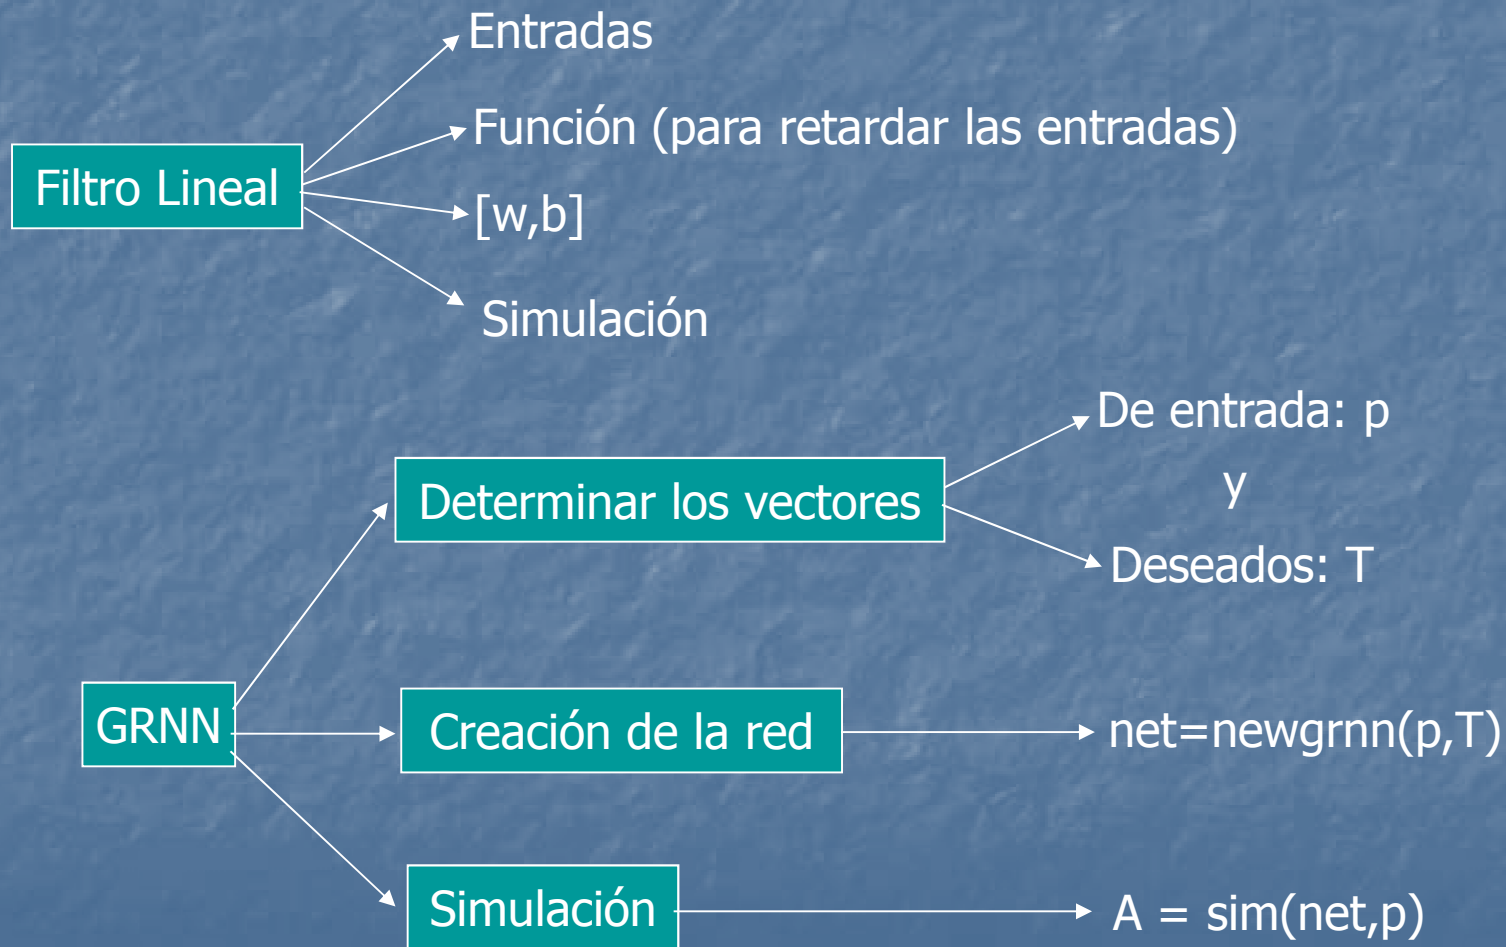 Entradas
Función (para retardar las entradas)
Filtro Lineal
[w,b]
Simulación
De entrada: p
Determinar los vectores
y
Deseados: T
GRNN
Creación de la red
net=newgrnn(p,T)
Simulación
A = sim(net,p)